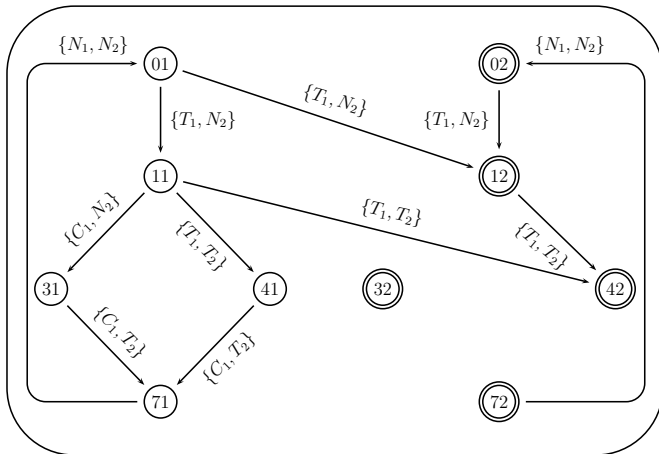 {N₁, N₂}
{N₁, N₂}
01
02
{T₁, N₂}
{T₁, N₂}
{T₁, N₂}
11
12
{C₁, N₂}
{T₁, T₂}
{T₁, T₂}
{T₁, T₂}
31
41
32
42
{C₁, T₂}
{C₁, T₂}
71
72